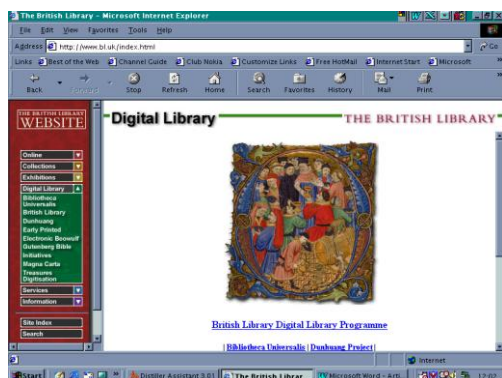 The British Library - Microsoft Internet Explorer
File Edit View Favorites Tools Help
Address http://www.bl.uk/index.html Go
Links Best of the Web Channel Guide Club Nokia Customize Links Free HotMail Internet Start Microsoft
Back Forward Stop Refresh Home Search Favorites History Mail Print
THE BRITISH LIBRARY
WEBSITE
Online
Collections
Exhibitions
Digital Library
Bibliotheca
Universalis
British Library
Dunhuang
Early Printed
Electronic Beowulf
Gutenberg Bible
Initiatives
Magna Carta
Treasures
Digitisation
Services
Information
Site Index
Search
Digital Library THE BRITISH LIBRARY
British Library Digital Library Programme
| Bibliotheca Universalis | Dunhuang Project |
Internet
Start Distiller Assistant 3.01 The British Library Microsoft Word - Acti